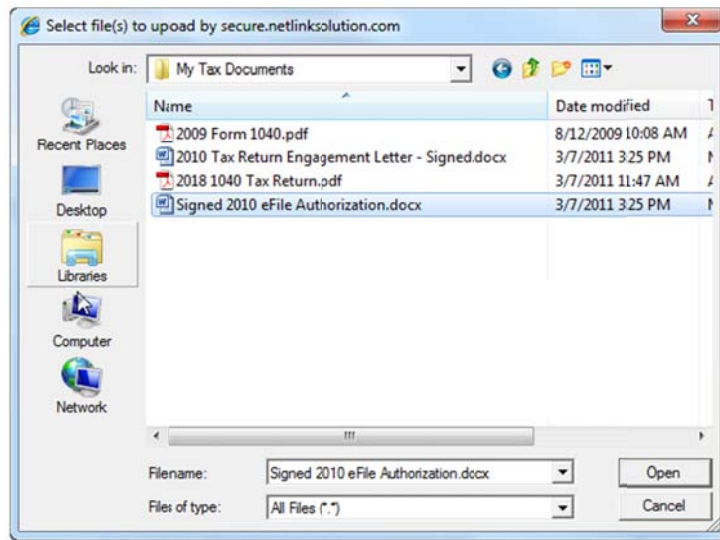 Select file(s) to upoad by secure.netlinksolution.com
Look in: My Tax Documents
Name Date modified T
2009 Form 1040.pdf 8/12/2009 10:08 AM A
2010 Tax Return Engagement Letter - Signed.docx 3/7/2011 3:25 PM
2018 1040 Tax Return.pdf 3/7/2011 11:47 AM A
Signed 2010 eFile Authorization.docx 3/7/2011 3:25 PM
Recent Places
Desktop
Libraries
Computer
Network
Filename: Signed 2010 eFile Authorization.docx Open
Files of type: All Files (*.*) Cancel